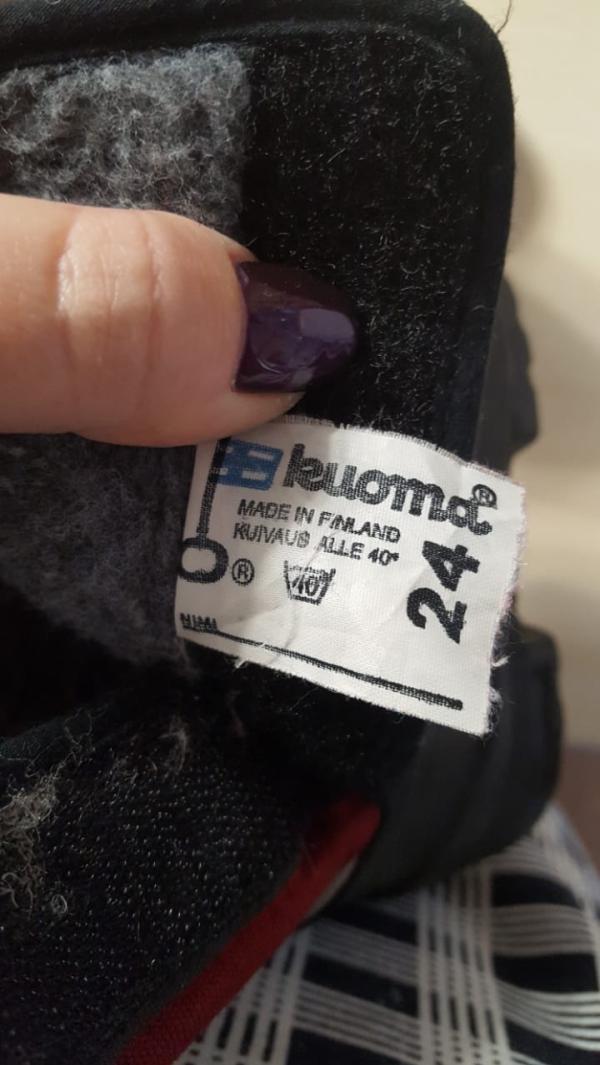 kuoma®
MADE IN FINLAND
KUIVAUS ALLE 40°
®
40°
24
NIMI